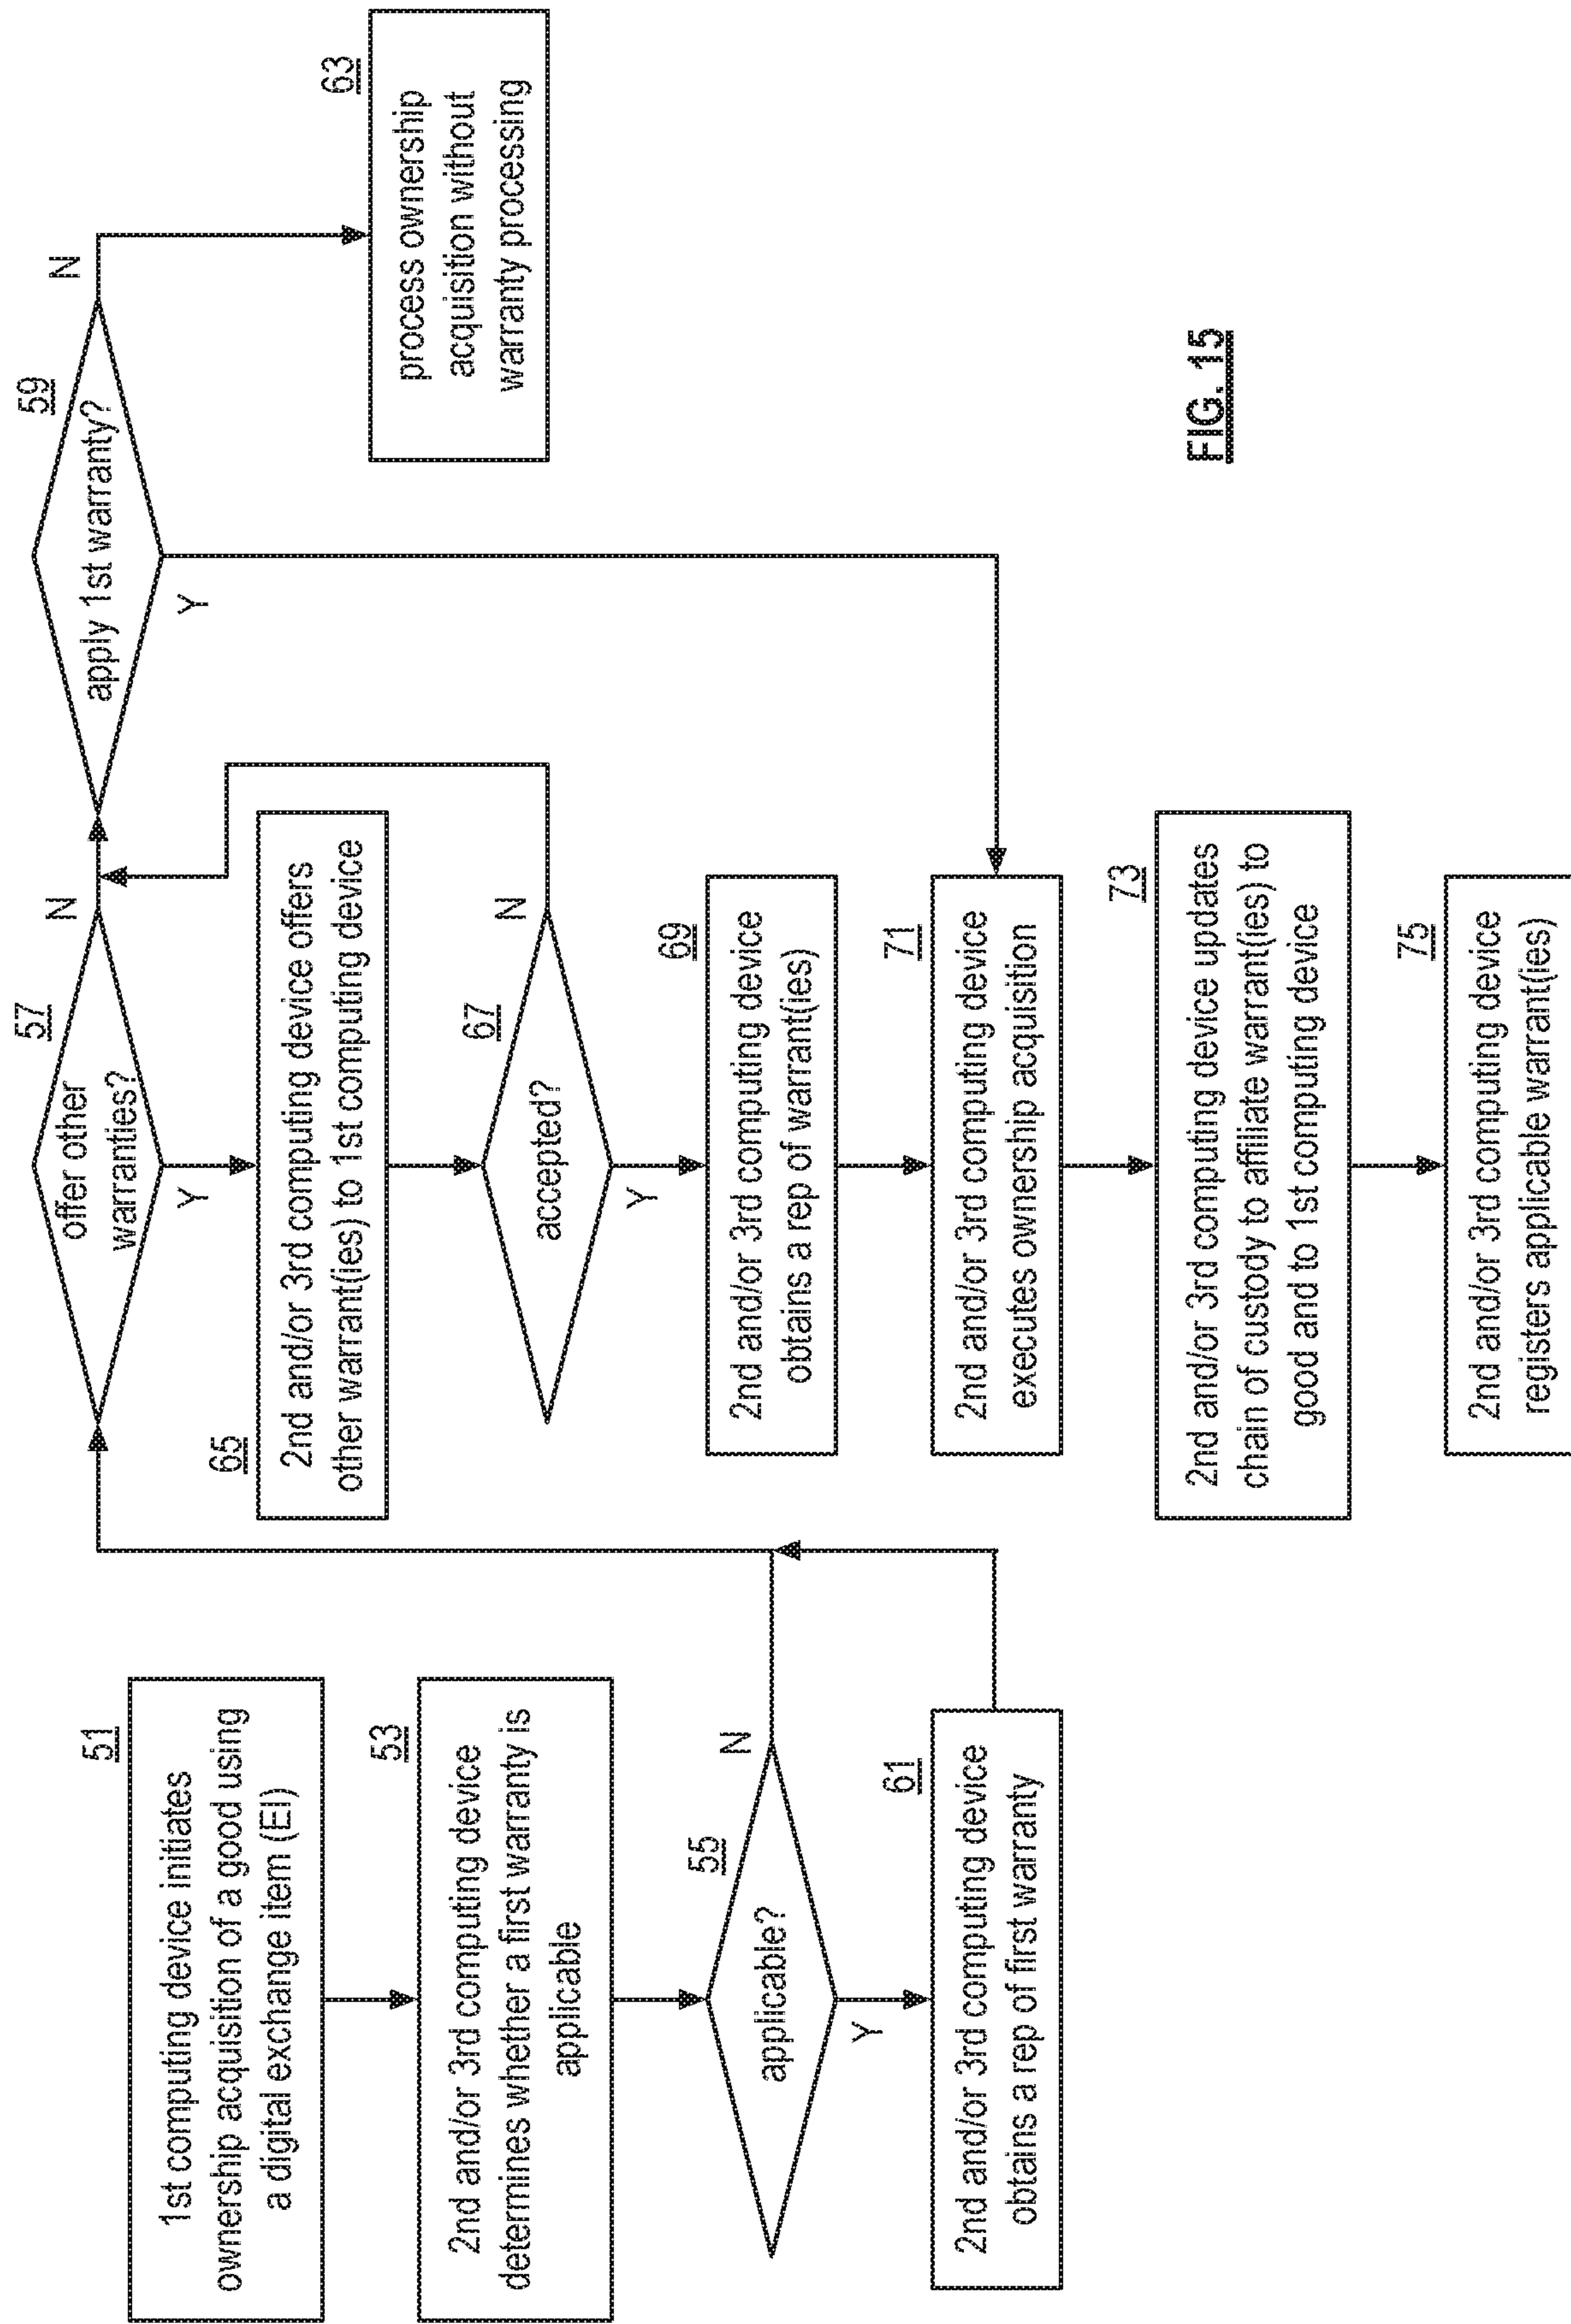 51
1st computing device initiates
ownership acquisition of a good using
a digital exchange item (EI)
53
2nd and/or 3rd computing device
determines whether a first warranty is
applicable
55
applicable?
N
Y
61
2nd and/or 3rd computing device
obtains a rep of first warranty
57
offer other
warranties?
N
Y
65
2nd and/or 3rd computing device offers
other warrant(ies) to 1st computing device
67
accepted?
N
Y
69
2nd and/or 3rd computing device
obtains a rep of warrant(ies)
71
2nd and/or 3rd computing device
executes ownership acquisition
73
2nd and/or 3rd computing device updates
chain of custody to affiliate warrant(ies) to
good and to 1st computing device
75
2nd and/or 3rd computing device
registers applicable warrant(ies)
59
apply 1st warranty?
N
Y
63
process ownership
acquisition without
warranty processing
FIG. 15